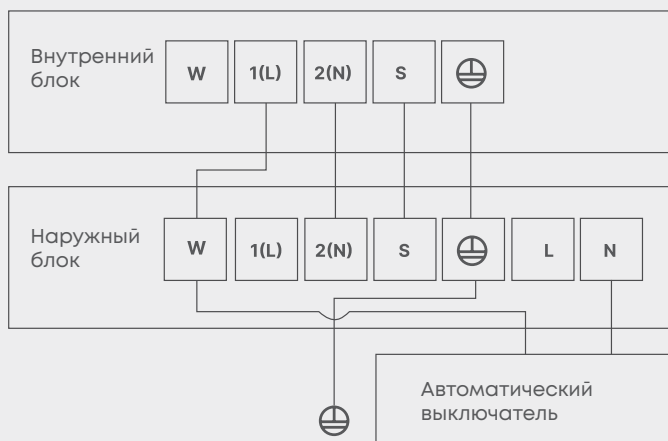 Внутренний
блок
W 1(L) 2(N) S
Наружный
блок
W 1(L) 2(N) S L N
Автоматический
выключатель